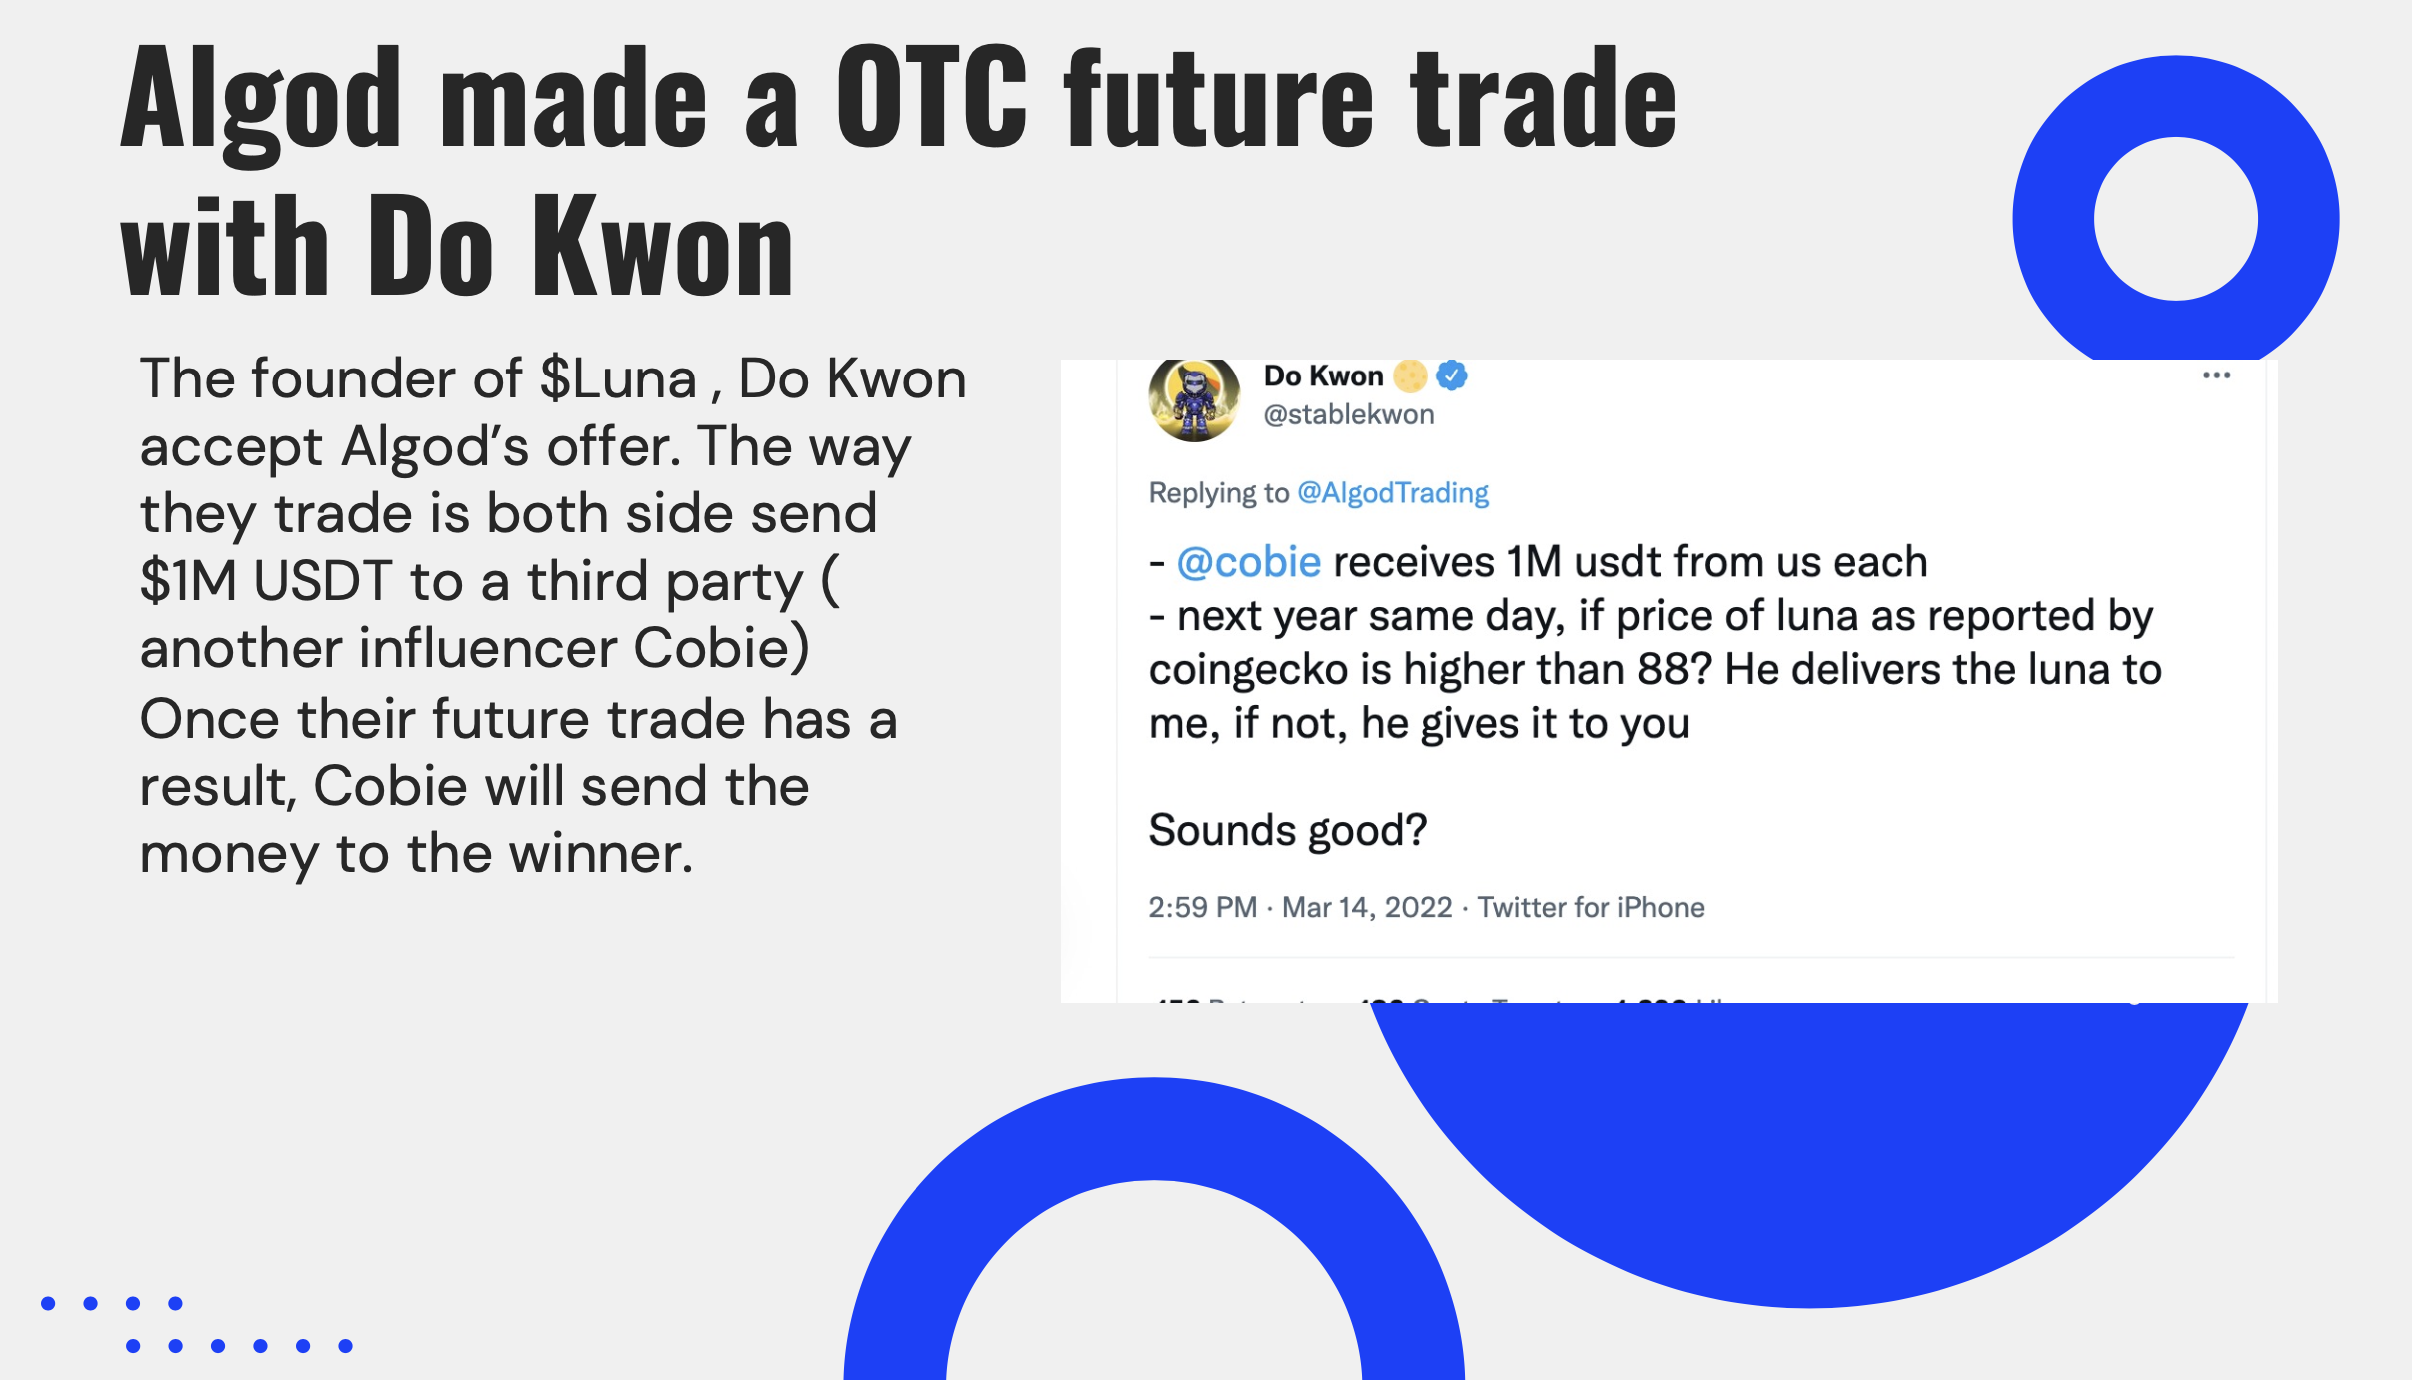 Algod made a OTC future trade
with Do Kwon
The founder of $Luna , Do Kwon
accept Algod’s offer. The way
they trade is both side send
$1M USDT to a third party (
another influencer Cobie)
Once their future trade has a
result, Cobie will send the
money to the winner.
Do Kwon
@stablekwon
Replying to @AlgodTrading
- @cobie receives 1M usdt from us each
- next year same day, if price of luna as reported by
coingecko is higher than 88? He delivers the luna to
me, if not, he gives it to you
Sounds good?
2:59 PM · Mar 14, 2022 · Twitter for iPhone